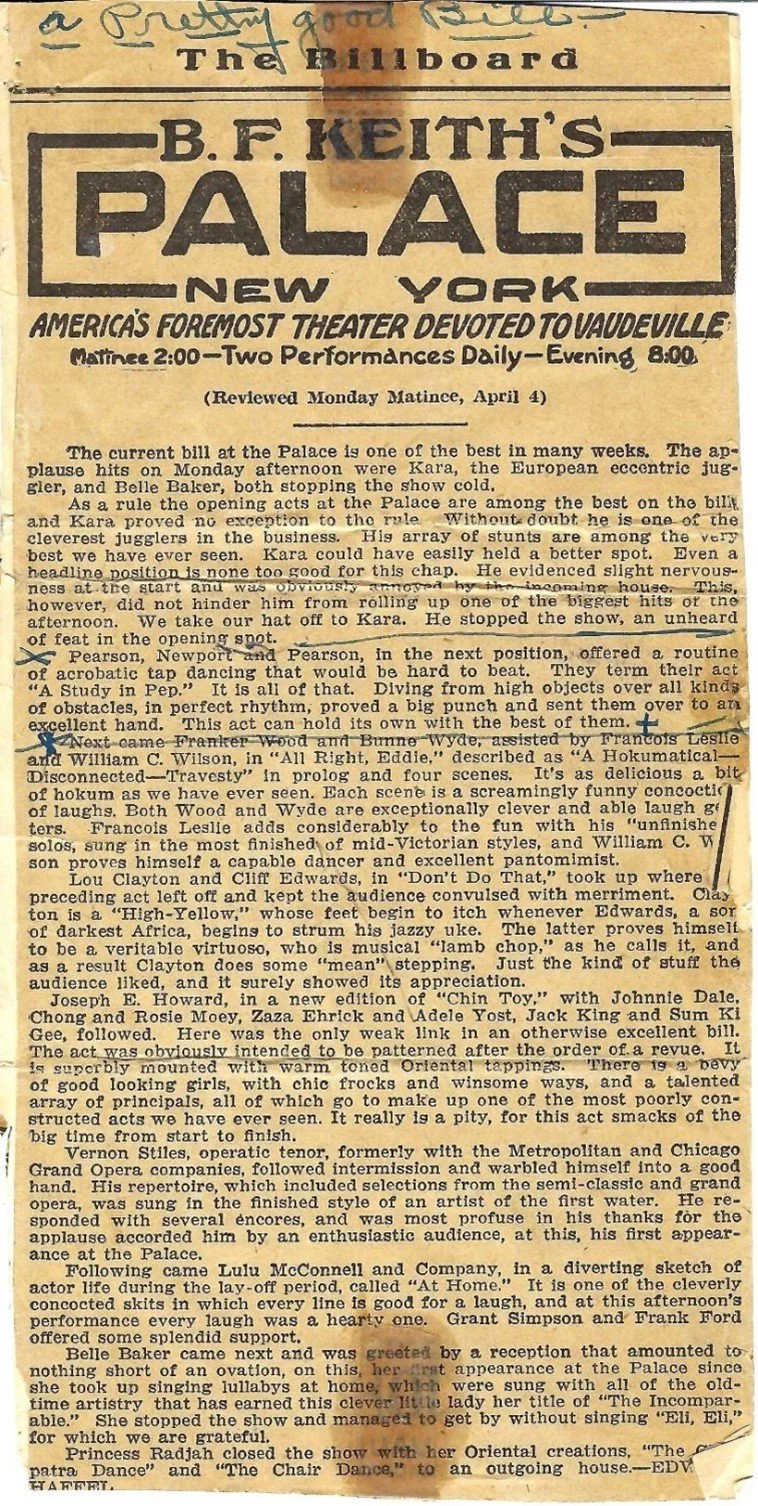 a Pretty good Bill-
The Billboard
B. F. KEITH'S
PALACE
NEW YORK
AMERICA'S FOREMOST THEATER DEVOTED TO VAUDEVILLE
Matinee 2:00—Two Performances Daily—Evening 8:00
(Reviewed Monday Matinee, April 4)
The current bill at the Palace is one of the best in many weeks. The ap-
plause hits on Monday afternoon were Kara, the European eccentric jug-
gler, and Belle Baker, both stopping the show cold.
As a rule the opening acts at the Palace are among the best on the bill,
and Kara proved no exception to the rule. Without doubt he is one of the
cleverest jugglers in the business. His array of stunts are among the very
best we have ever seen. Kara could have easily held a better spot. Even a
headline position is none too good for this chap. He evidenced slight nervous-
ness at the start and was obviously annoyed by the incoming house. This,
however, did not hinder him from rolling up one of the biggest hits of the
afternoon. We take our hat off to Kara. He stopped the show, an unheard
of feat in the opening spot.
Pearson, Newport and Pearson, in the next position, offered a routine
of acrobatic tap dancing that would be hard to beat. They term their act
"A Study in Pep." It is all of that. Diving from high objects over all kinds
of obstacles, in perfect rhythm, proved a big punch and sent them over to an
excellent hand. This act can hold its own with the best of them.
Next came Franker Wood and Bunne Wyde, assisted by Francois Leslie
and William C. Wilson, in "All Right, Eddie," described as "A Hokumatical—
Disconnected—Travesty" in prolog and four scenes. It's as delicious a bit
of hokum as we have ever seen. Each scene is a screamingly funny concoctio
of laughs. Both Wood and Wyde are exceptionally clever and able laugh g
ters. Francois Leslie adds considerably to the fun with his "unfinishe
solos, sung in the most finished of mid-Victorian styles, and William C. W
son proves himself a capable dancer and excellent pantomimist.
Lou Clayton and Cliff Edwards, in "Don't Do That," took up where
preceding act left off and kept the audience convulsed with merriment. Clay-
ton is a "High-Yellow," whose feet begin to itch whenever Edwards, a son
of darkest Africa, begins to strum his jazzy uke. The latter proves himself
to be a veritable virtuoso, who is musical "lamb chop," as he calls it, and
as a result Clayton does some "mean" stepping. Just the kind of stuff the
audience liked, and it surely showed its appreciation.
Joseph E. Howard, in a new edition of "Chin Toy," with Johnnie Dale,
Chong and Rosie Moey, Zaza Ehrick and Adele Yost, Jack King and Sum Ki
Gee, followed. Here was the only weak link in an otherwise excellent bill.
The act was obviously intended to be patterned after the order of a revue. It
is superbly mounted with warm toned Oriental tappings. There is a bevy
of good looking girls, with chic frocks and winsome ways, and a talented
array of principals, all of which go to make up one of the most poorly con-
structed acts we have ever seen. It really is a pity, for this act smacks of the
big time from start to finish.
Vernon Stiles, operatic tenor, formerly with the Metropolitan and Chicago
Grand Opera companies, followed intermission and warbled himself into a good
hand. His repertoire, which included selections from the semi-classic and grand
opera, was sung in the finished style of an artist of the first water. He re-
sponded with several encores, and was most profuse in his thanks for the
applause accorded him by an enthusiastic audience, at this, his first appear-
ance at the Palace.
Following came Lulu McConnell and Company, in a diverting sketch of
actor life during the lay-off period, called "At Home." It is one of the cleverly
concocted skits in which every line is good for a laugh, and at this afternoon's
performance every laugh was a hearty one. Grant Simpson and Frank Ford
offered some splendid support.
Belle Baker came next and was greeted by a reception that amounted to
nothing short of an ovation, on this, her first appearance at the Palace since
she took up singing lullabys at home, which were sung with all of the old-
time artistry that has earned this clever little lady her title of "The Incompar-
able." She stopped the show and managed to get by without singing "Eli, Eli,"
for which we are grateful.
Princess Radjah closed the show with her Oriental creations, "The
patra Dance" and "The Chair Dance," to an outgoing house.—EDW
HAFFEL